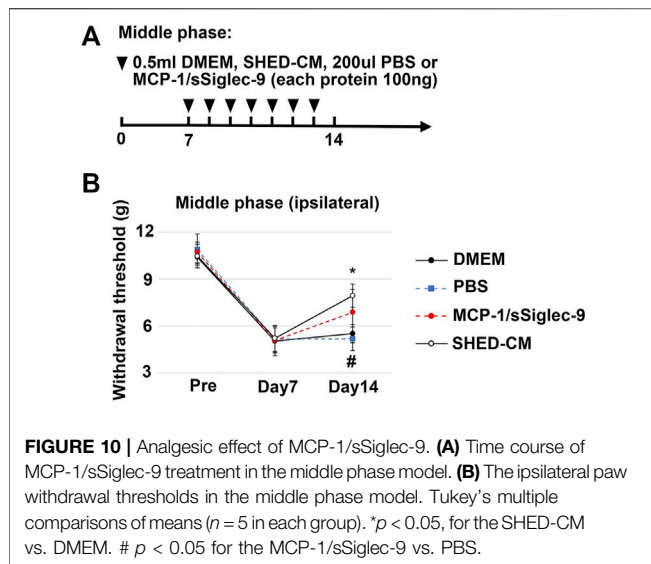 A
Middle phase:
▼ 0.5ml DMEM, SHED-CM, 200ul PBS or
MCP-1/sSiglec-9 (each protein 100ng)
0 7 14
B
Middle phase (ipsilateral)
Withdrawal threshold (g)
12
9
6
3
*
#
Pre Day7 Day14
DMEM
PBS
MCP-1/sSiglec-9
SHED-CM
FIGURE 10 | Analgesic effect of MCP-1/sSiglec-9. (A) Time course of
MCP-1/sSiglec-9 treatment in the middle phase model. (B) The ipsilateral paw
withdrawal thresholds in the middle phase model. Tukey's multiple
comparisons of means (n = 5 in each group). *p < 0.05, for the SHED-CM
vs. DMEM. # p < 0.05 for the MCP-1/sSiglec-9 vs. PBS.